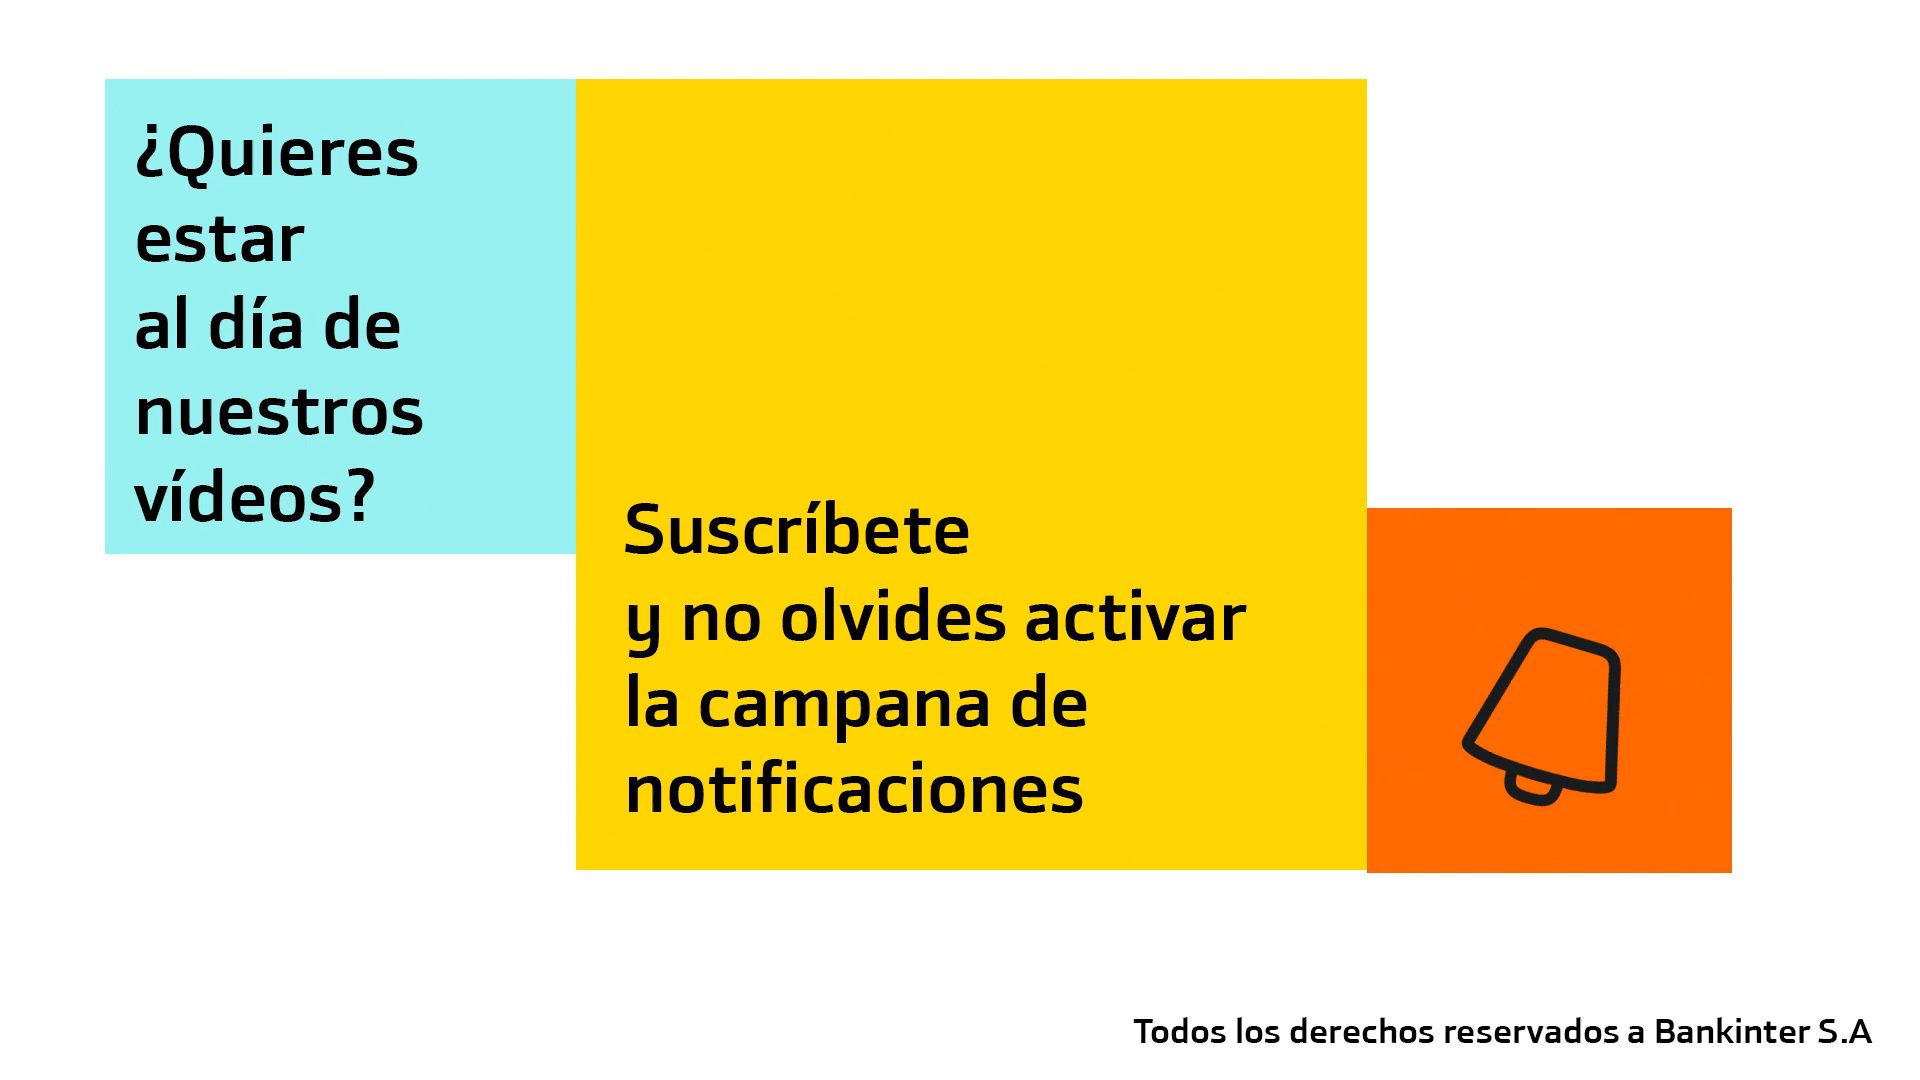 ¿Quieres
estar
al día de
nuestros
vídeos?
Suscríbete
y no olvides activar
la campana de
notificaciones
Todos los derechos reservados a Bankinter S.A